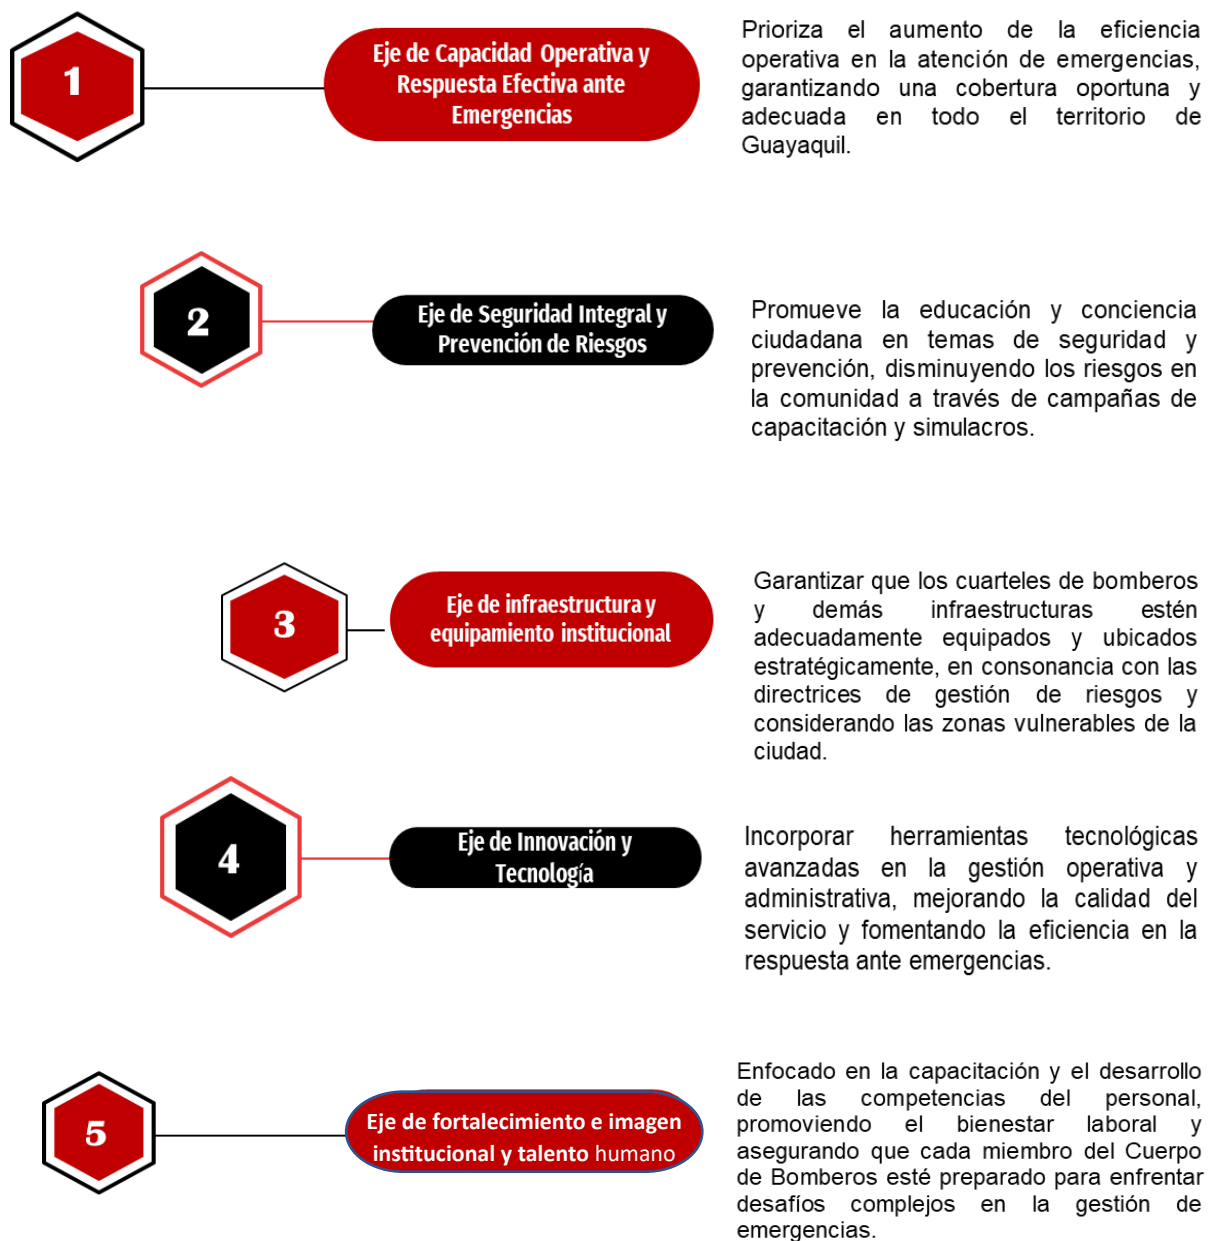 1
Eje de Capacidad Operativa y
Respuesta Efectiva ante
Emergencias
Prioriza el aumento de la eficiencia
operativa en la atención de emergencias,
garantizando una cobertura oportuna y
adecuada en todo el territorio de
Guayaquil.
2
Eje de Seguridad Integral y
Prevención de Riesgos
Promueve la educación y conciencia
ciudadana en temas de seguridad y
prevención, disminuyendo los riesgos en
la comunidad a través de campañas de
capacitación y simulacros.
3
Eje de infraestructura y
equipamiento institucional
Garantizar que los cuarteles de bomberos
y demás infraestructuras estén
adecuadamente equipados y ubicados
estratégicamente, en consonancia con las
directrices de gestión de riesgos y
considerando las zonas vulnerables de la
ciudad.
4
Eje de Innovación y
Tecnología
Incorporar herramientas tecnológicas
avanzadas en la gestión operativa y
administrativa, mejorando la calidad del
servicio y fomentando la eficiencia en la
respuesta ante emergencias.
5
Eje de fortalecimiento e imagen
institucional y talento humano
Enfocado en la capacitación y el desarrollo
de las competencias del personal,
promoviendo el bienestar laboral y
asegurando que cada miembro del Cuerpo
de Bomberos esté preparado para enfrentar
desafíos complejos en la gestión de
emergencias.